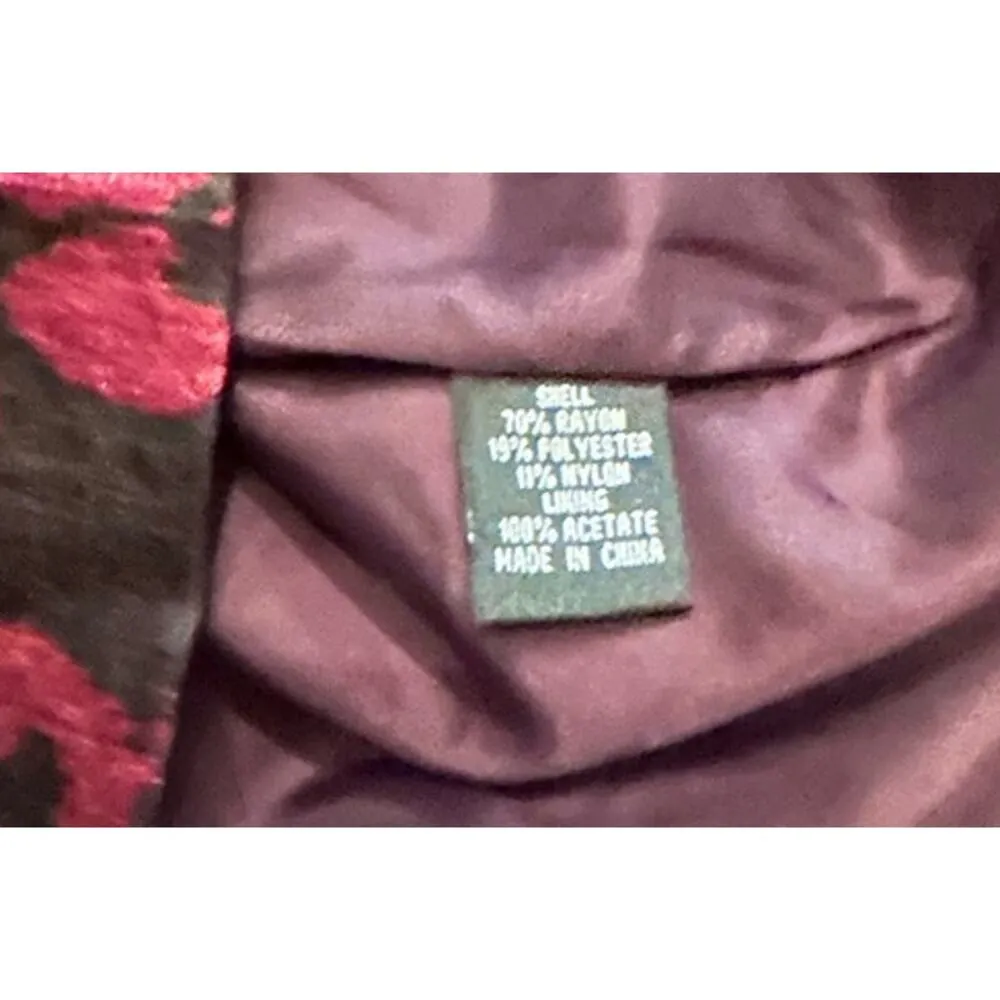 SHELL
70% RAYON
19% POLYESTER
11% NYLON
LINING
100% ACETATE
MADE IN CHINA